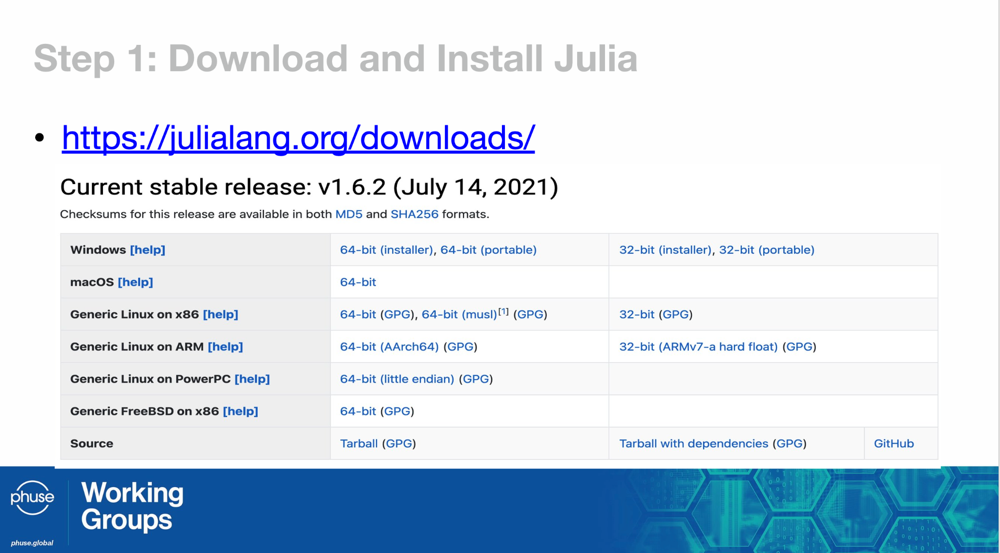 Step 1: Download and Install Julia
• https://julialang.org/downloads/
Current stable release: v1.6.2 (July 14, 2021)
Checksums for this release are available in both MD5 and SHA256 formats.
Windows [help] 64-bit (installer), 64-bit (portable) 32-bit (installer), 32-bit (portable)
macOS [help] 64-bit
Generic Linux on x86 [help] 64-bit (GPG), 64-bit (musl)[1] (GPG) 32-bit (GPG)
Generic Linux on ARM [help] 64-bit (AArch64) (GPG) 32-bit (ARMv7-a hard float) (GPG)
Generic Linux on PowerPC [help] 64-bit (little endian) (GPG)
Generic FreeBSD on x86 [help] 64-bit (GPG)
Source Tarball (GPG) Tarball with dependencies (GPG) GitHub
phuse
Working
Groups
phuse.global